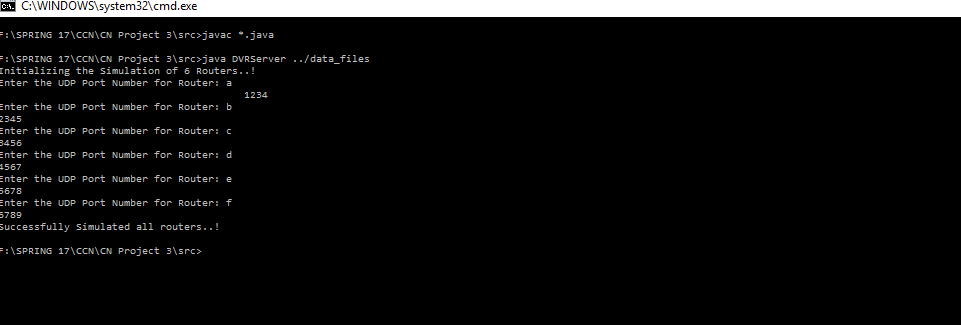 C:\WINDOWS\system32\cmd.exe
F:\SPRING 17\CCN\CN Project 3\src>javac *.java
F:\SPRING 17\CCN\CN Project 3\src>java DVRServer ../data_files
Initializing the Simulation of 6 Routers..!
Enter the UDP Port Number for Router: a
1234
Enter the UDP Port Number for Router: b
2345
Enter the UDP Port Number for Router: c
3456
Enter the UDP Port Number for Router: d
4567
Enter the UDP Port Number for Router: e
5678
Enter the UDP Port Number for Router: f
6789
Successfully Simulated all routers..!
F:\SPRING 17\CCN\CN Project 3\src>